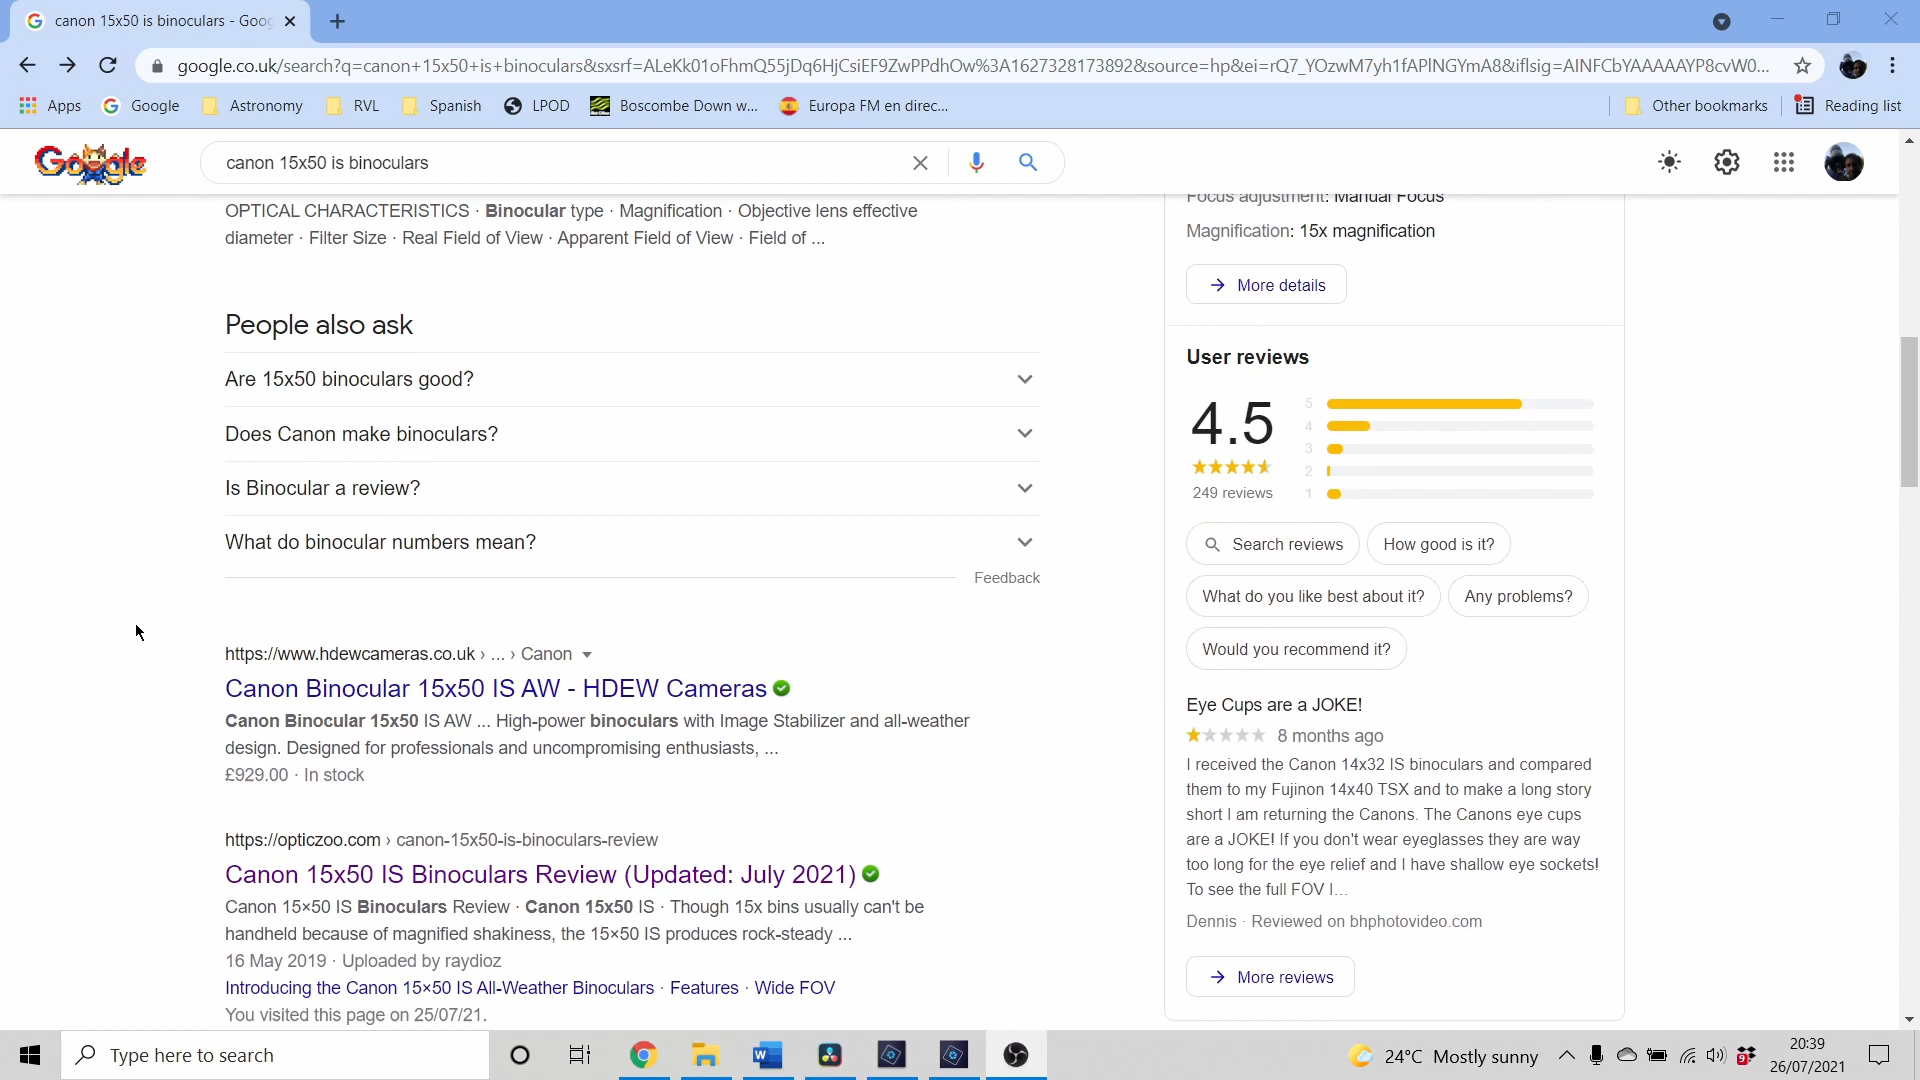 canon 15x50 is binoculars - Goog
google.co.uk/search?q=canon+15x50+is+binoculars&sxsrf=ALeKk01oFhmQ55jDq6HjCsiEF9ZwPPdhOw%3A1627328173892&source=hp&ei=rQ7_YOzwM7yh1fAPlNGYmA8&iflsig=AINFCbYAAAAAYP8cvW0...
Apps Google Astronomy RVL Spanish LPOD Boscombe Down w... Europa FM en direc... Other bookmarks Reading list
Google
canon 15x50 is binoculars
OPTICAL CHARACTERISTICS · Binocular type · Magnification · Objective lens effective
diameter · Filter Size · Real Field of View · Apparent Field of View · Field of ...
People also ask
Are 15x50 binoculars good?
Does Canon make binoculars?
Is Binocular a review?
What do binocular numbers mean?
Feedback
https://www.hdewcameras.co.uk › ... › Canon
Canon Binocular 15x50 IS AW - HDEW Cameras
Canon Binocular 15x50 IS AW ... High-power binoculars with Image Stabilizer and all-weather
design. Designed for professionals and uncompromising enthusiasts, ...
£929.00 · In stock
https://opticzoo.com › canon-15x50-is-binoculars-review
Canon 15x50 IS Binoculars Review (Updated: July 2021)
Canon 15×50 IS Binoculars Review · Canon 15x50 IS · Though 15x bins usually can't be
handheld because of magnified shakiness, the 15×50 IS produces rock-steady ...
16 May 2019 · Uploaded by raydioz
Introducing the Canon 15×50 IS All-Weather Binoculars · Features · Wide FOV
You visited this page on 25/07/21.
Focus adjustment: Manual Focus
Magnification: 15x magnification
More details
User reviews
4.5
249 reviews
5
4
3
2
1
Search reviews
How good is it?
What do you like best about it?
Any problems?
Would you recommend it?
Eye Cups are a JOKE!
8 months ago
I received the Canon 14x32 IS binoculars and compared
them to my Fujinon 14x40 TSX and to make a long story
short I am returning the Canons. The Canons eye cups
are a JOKE! If you don't wear eyeglasses they are way
too long for the eye relief and I have shallow eye sockets!
To see the full FOV I...
Dennis · Reviewed on bhphotovideo.com
More reviews
Type here to search
24°C Mostly sunny
20:39
26/07/2021